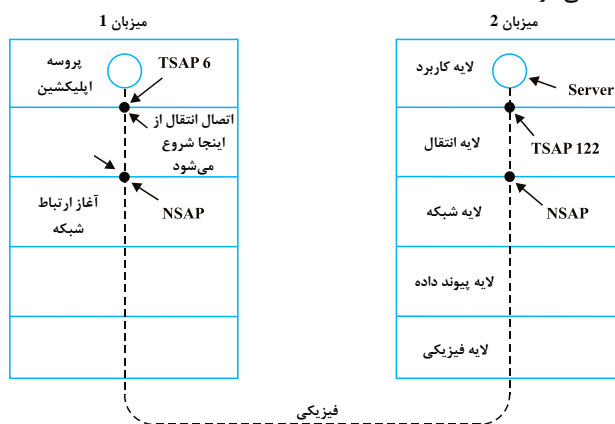 میزبان 1
میزبان 2
پروسه
اپلیکشین
TSAP 6
اتصال انتقال از
اینجا شروع
می‌شود
NSAP
آغاز ارتباط
شبکه
لایه کاربرد
Server
TSAP 122
لایه انتقال
NSAP
لایه شبکه
لایه پیوند داده
لایه فیزیکی
فیزیکی